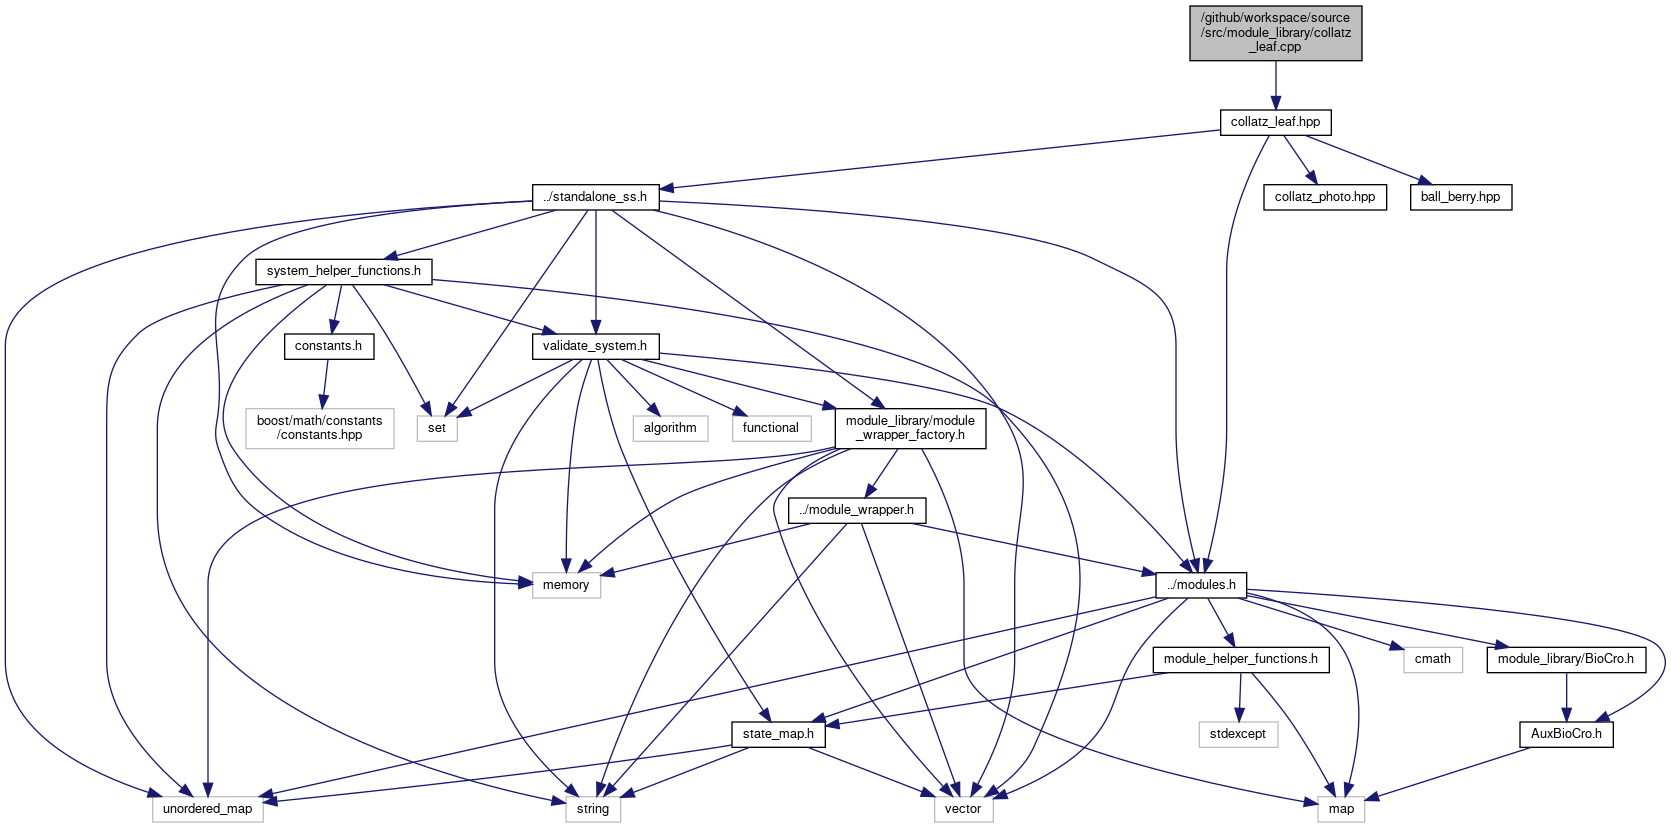 /github/workspace/source
/src/module_library/collatz
_leaf.cpp
collatz_leaf.hpp
../standalone_ss.h
collatz_photo.hpp
ball_berry.hpp
system_helper_functions.h
constants.h
validate_system.h
boost/math/constants
/constants.hpp
set
algorithm
functional
module_library/module
_wrapper_factory.h
../module_wrapper.h
memory
../modules.h
module_helper_functions.h
cmath
module_library/BioCro.h
state_map.h
stdexcept
AuxBioCro.h
unordered_map
string
vector
map